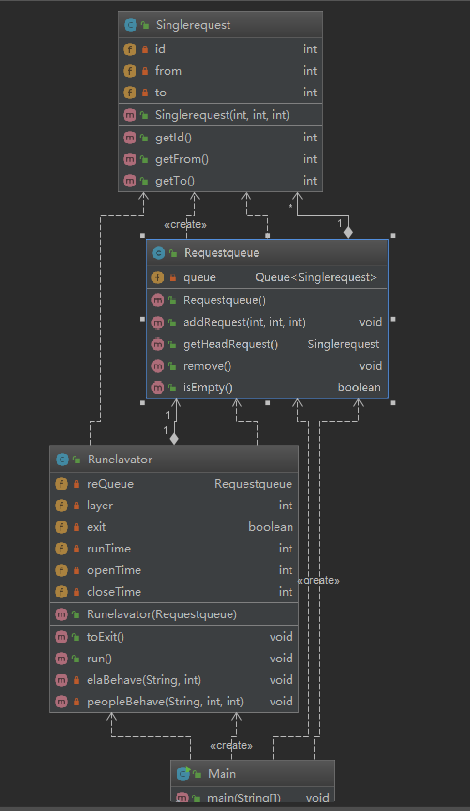 Singlerequest
id int
from int
to int
Singlerequest(int, int, int)
getId() int
getFrom() int
getTo() int
«create»
*
1
Requestqueue
queue Queue<Singlerequest>
Requestqueue()
addRequest(int, int, int) void
getHeadRequest() Singlerequest
remove() void
isEmpty() boolean
1
1
Runelavator
reQueue Requestqueue
layer int
exit boolean
runTime int
openTime int
closeTime int
«create»
Runelavator(Requestqueue)
toExit() void
run() void
elaBehave(String, int) void
peopleBehave(String, int, int) void
«create»
Main
main(String[]) void